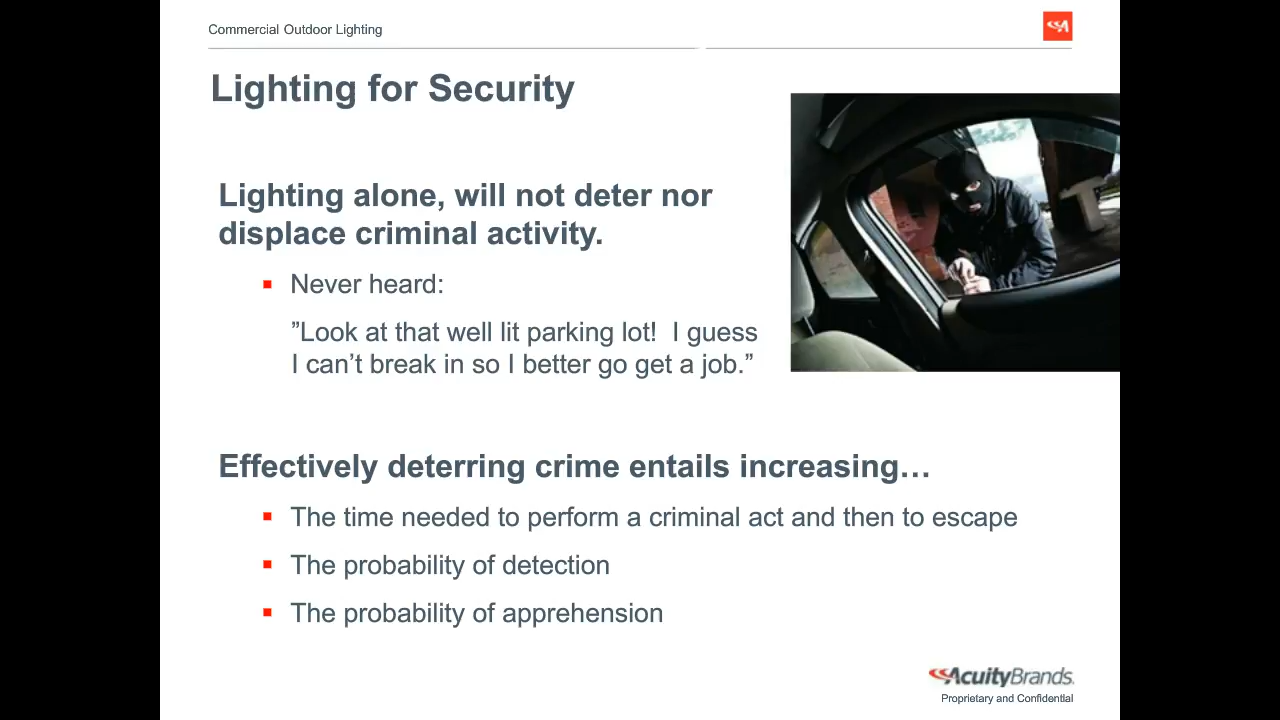 Commercial Outdoor Lighting
Lighting for Security
Lighting alone, will not deter nor
displace criminal activity.
Never heard:
”Look at that well lit parking lot!  I guess
I can’t break in so I better go get a job.”
Effectively deterring crime entails increasing…
The time needed to perform a criminal act and then to escape
The probability of detection
The probability of apprehension
AcuityBrands.
Proprietary and Confidential